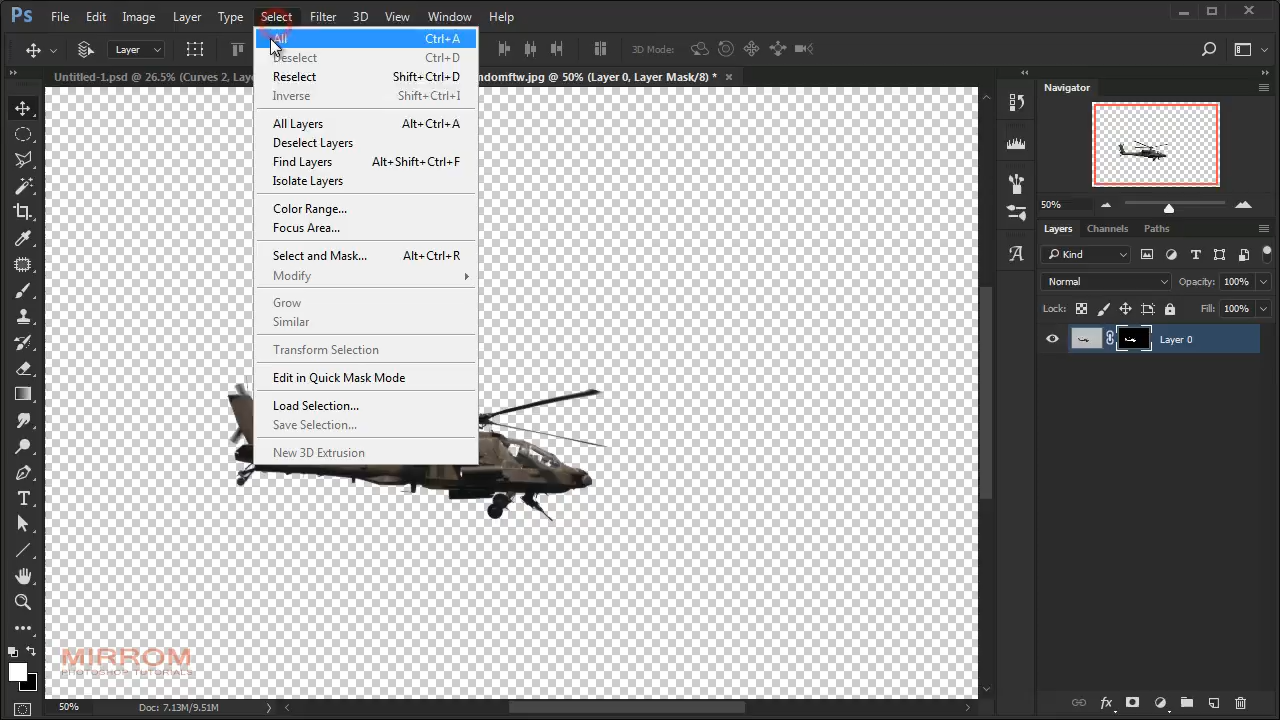 Ps File Edit Image Layer Type Select Filter 3D View Window Help
Layer 3D Mode:
Untitled-1.psd @ 26.5% (Curves 2, Lay ndomftw.jpg @ 50% (Layer 0, Layer Mask/8) *
All Ctrl+A
Deselect Ctrl+D
Reselect Shift+Ctrl+D
Inverse Shift+Ctrl+I
All Layers Alt+Ctrl+A
Deselect Layers
Find Layers Alt+Shift+Ctrl+F
Isolate Layers
Color Range...
Focus Area...
Select and Mask... Alt+Ctrl+R
Modify
Grow
Similar
Transform Selection
Edit in Quick Mask Mode
Load Selection...
Save Selection...
New 3D Extrusion
Navigator
50%
Layers Channels Paths
Kind
Normal Opacity: 100%
Lock: Fill: 100%
Layer 0
MIRROM
PHOTOSHOP TUTORIALS
50% Doc: 7.13M/9.51M